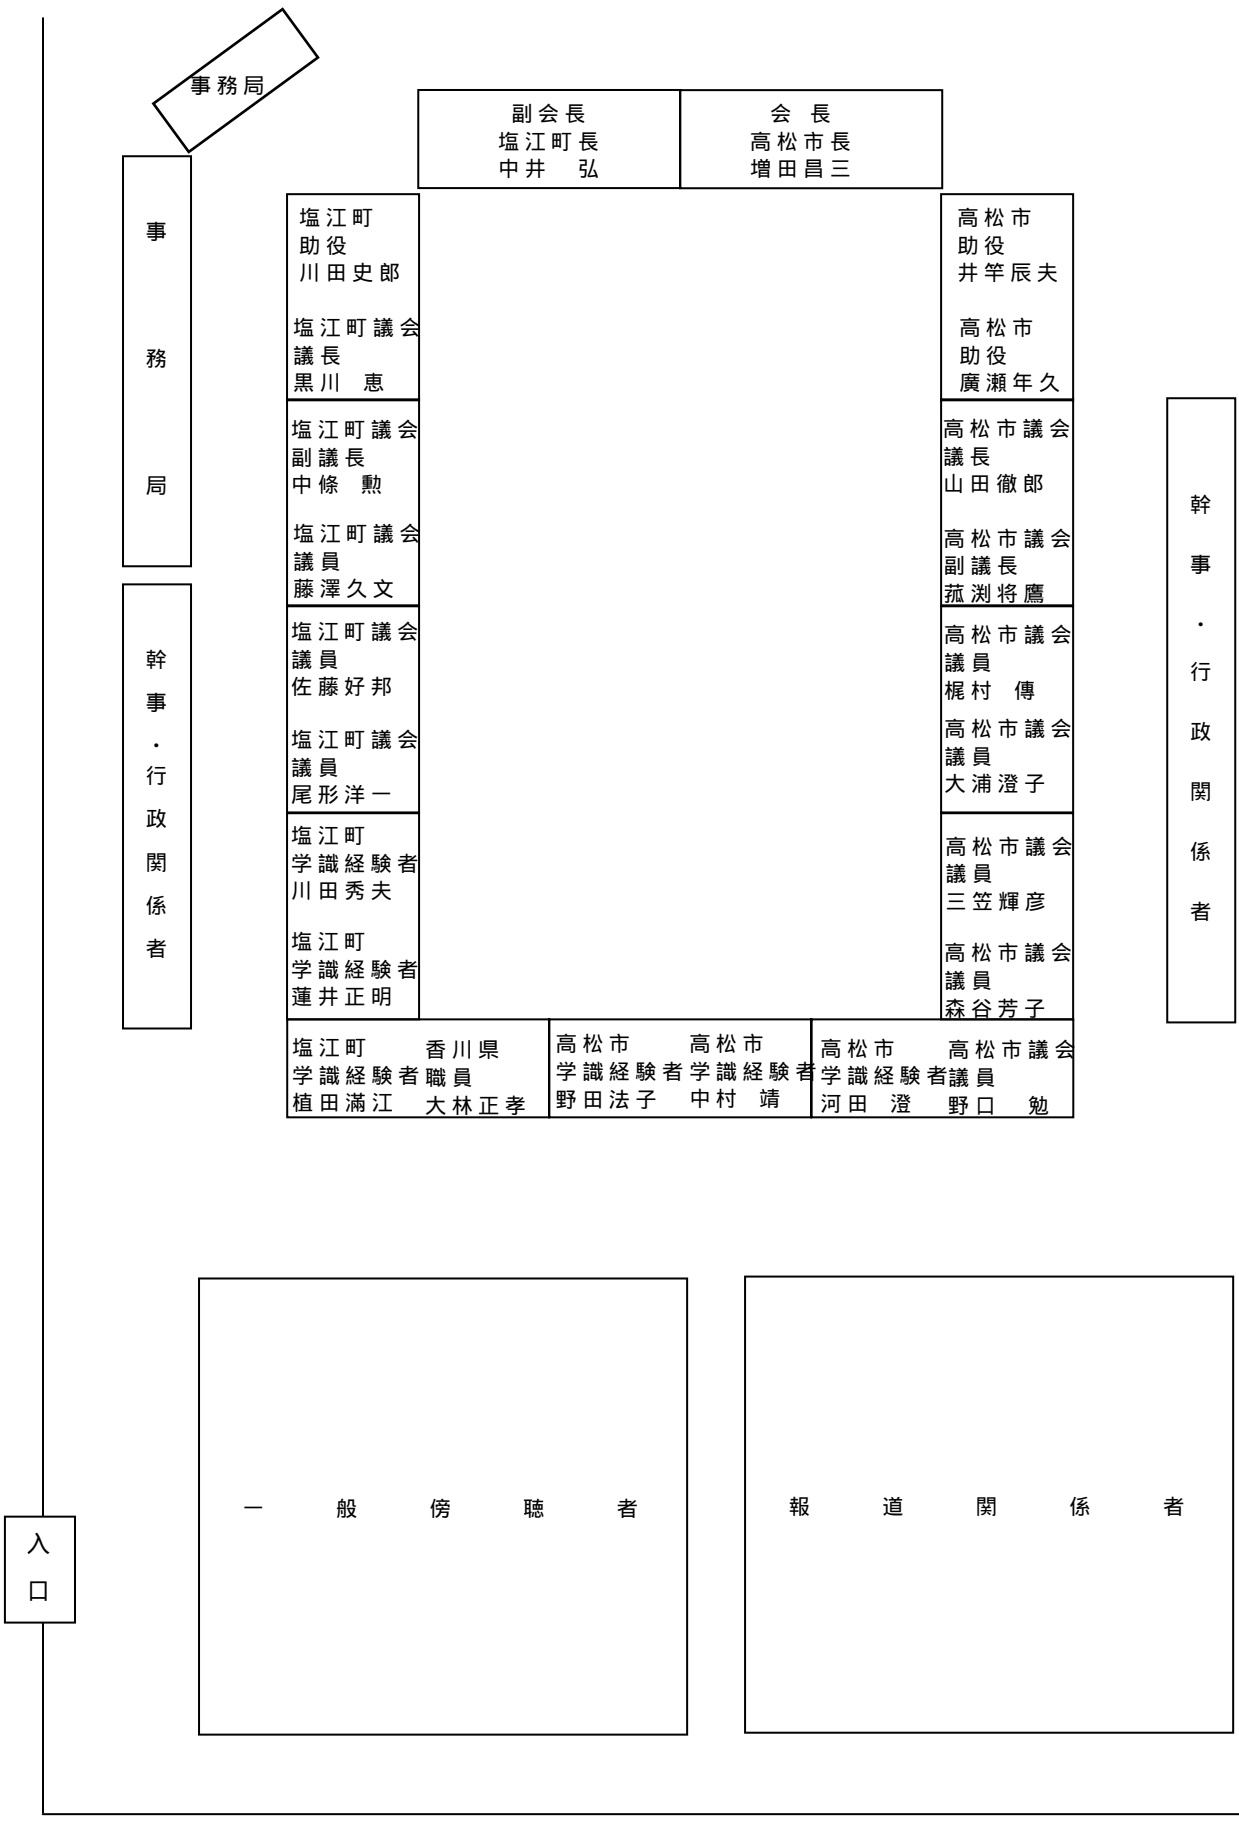 事務局
副会長
塩江町長
中井　弘
会　長
高松市長
増田昌三
事務局
塩江町
助役
川田史郎
塩江町議会
議長
黒川　恵
塩江町議会
副議長
中條　勲
塩江町議会
議員
藤澤久文
塩江町議会
議員
佐藤好邦
塩江町議会
議員
尾形洋一
塩江町
学識経験者
川田秀夫
塩江町
学識経験者
蓮井正明
高松市
助役
井竿辰夫
高松市
助役
廣瀬年久
高松市議会
議長
山田徹郎
高松市議会
副議長
菰渕将鷹
高松市議会
議員
梶村　傳
高松市議会
議員
大浦澄子
高松市議会
議員
三笠輝彦
高松市議会
議員
森谷芳子
幹事・行政関係者
幹事・行政関係者
塩江町
学識経験者
植田滿江
香川県
職員
大林正孝
高松市
学識経験者
野田法子
高松市
学識経験者
中村　靖
高松市
学識経験者
河田　澄
高松市議会
議員
野口　勉
一般傍聴者
報道関係者
入口